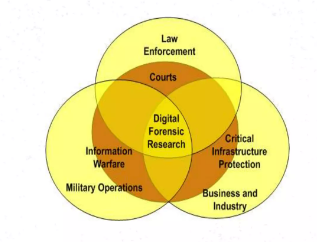 Law
Enforcement
Courts
Digital
Forensic
Research
Information
Warfare
Critical
Infrastructure
Protection
Military Operations
Business and
Industry